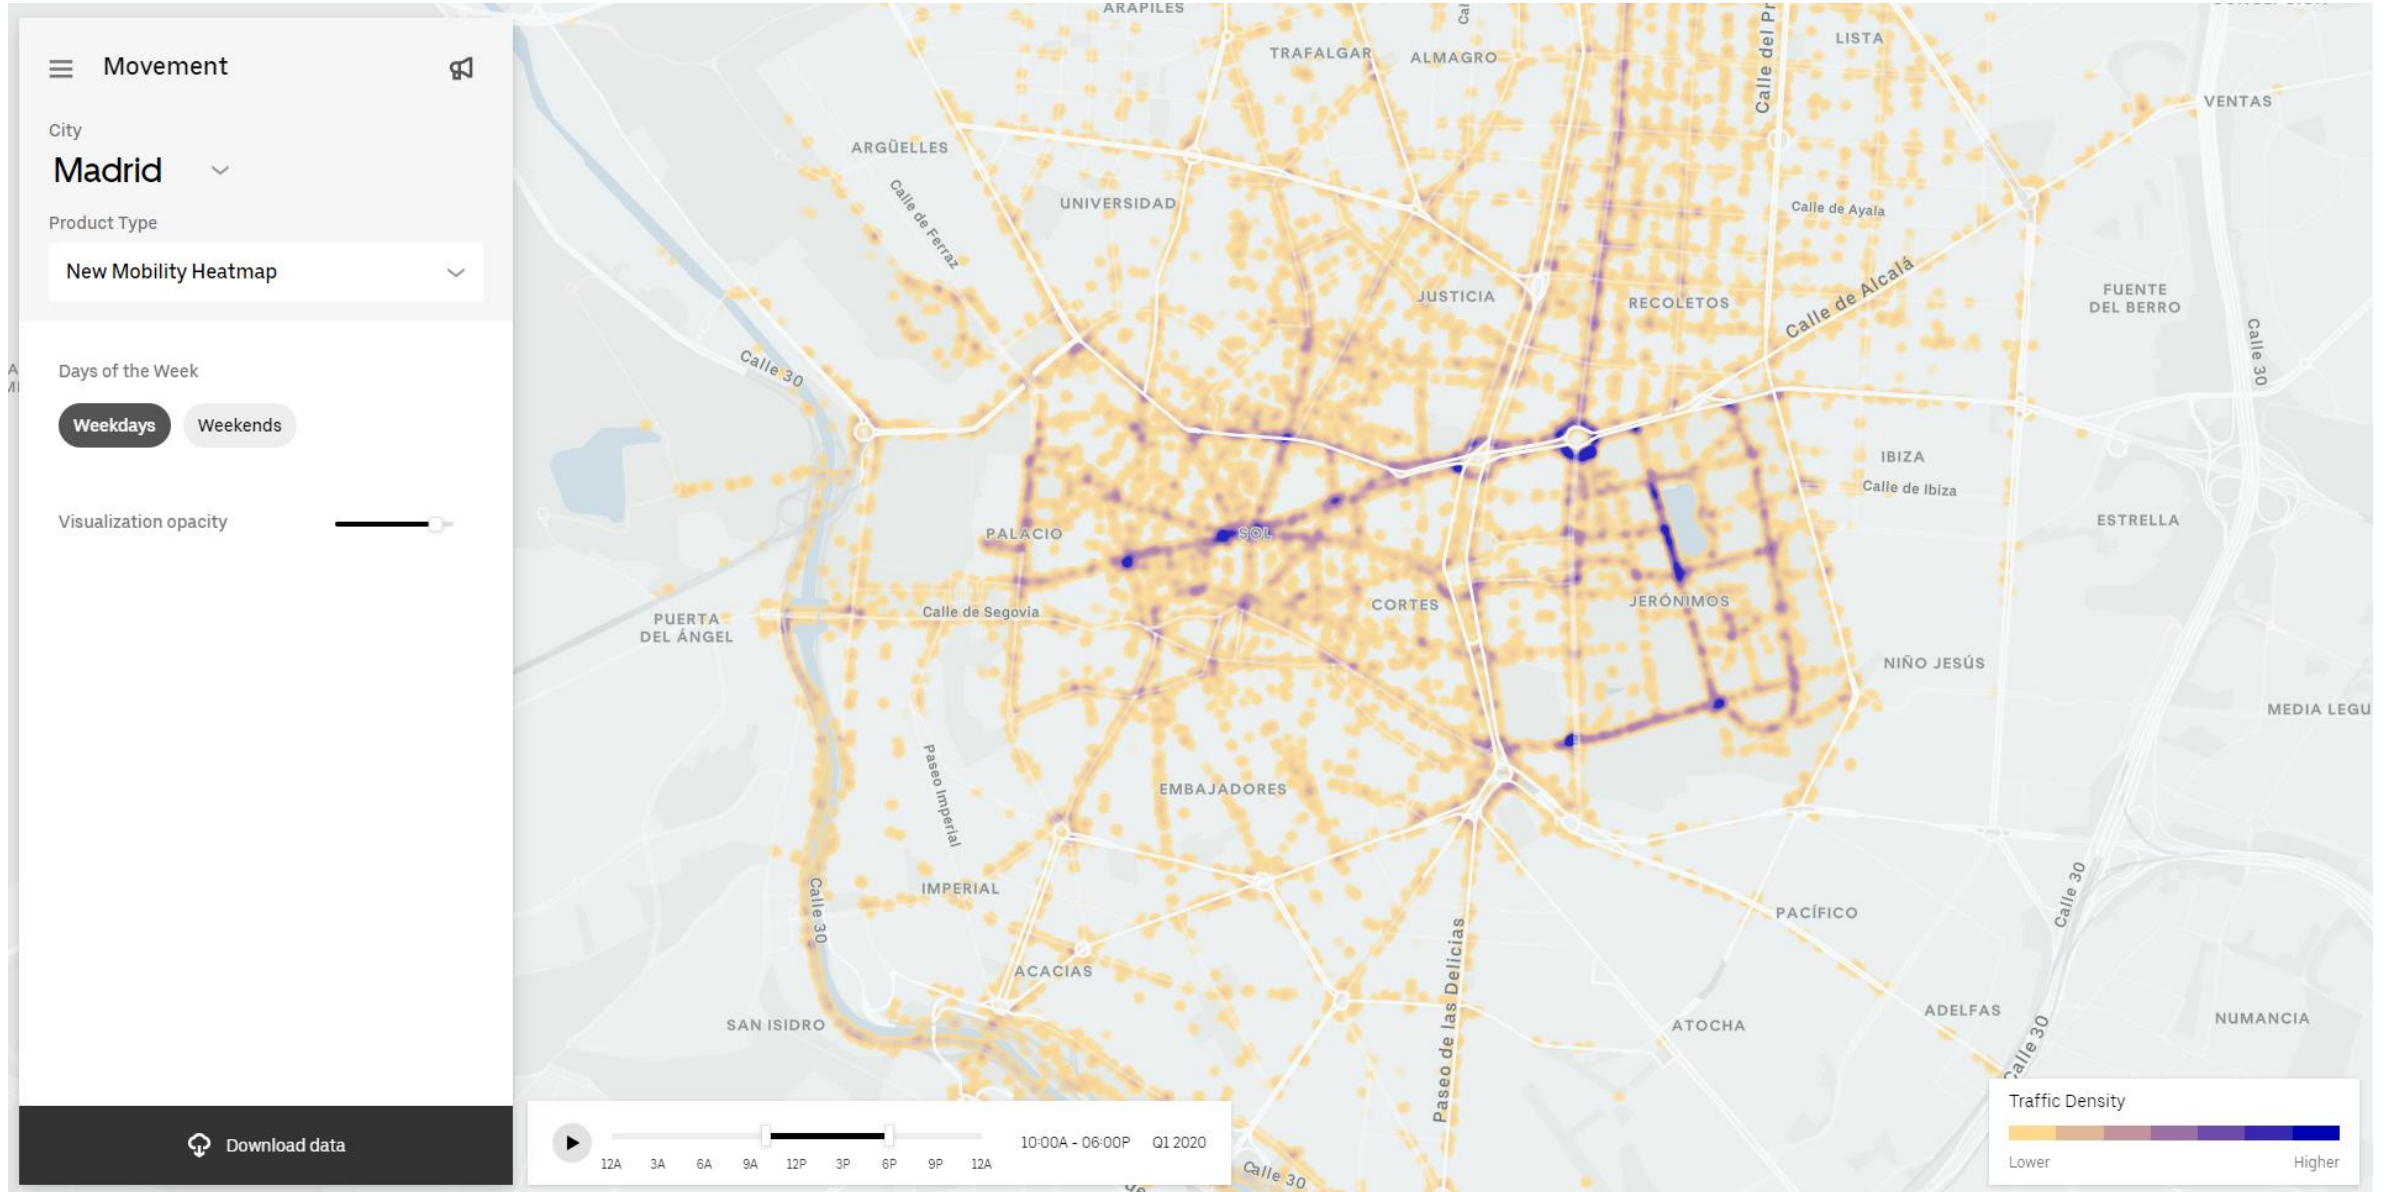 Movement
City
Madrid
Product Type
New Mobility Heatmap
Days of the Week
Weekdays
Weekends
Visualization opacity
Download data
ARAPILES
TRAFALGAR
ALMAGRO
Cal
Calle del Pr
LISTA
VENTAS
ARGÜELLES
Calle de Ferraz
UNIVERSIDAD
Calle de Ayala
JUSTICIA
RECOLETOS
Calle de Alcalá
FUENTE
DEL BERRO
Calle 30
Calle 30
IBIZA
Calle de Ibiza
ESTRELLA
PALACIO
SOL
CORTES
JERÓNIMOS
Calle de Segovia
PUERTA
DEL ÁNGEL
NIÑO JESÚS
MEDIA LEGU
Paseo Imperial
EMBAJADORES
IMPERIAL
Calle 30
PACÍFICO
Calle 30
ACACIAS
Paseo de las Delicias
SAN ISIDRO
ATOCHA
ADELFAS
NUMANCIA
Calle 30
Calle 30
12A 3A 6A 9A 12P 3P 6P 9P 12A
10:00A - 06:00P Q1 2020
Traffic Density
Lower Higher